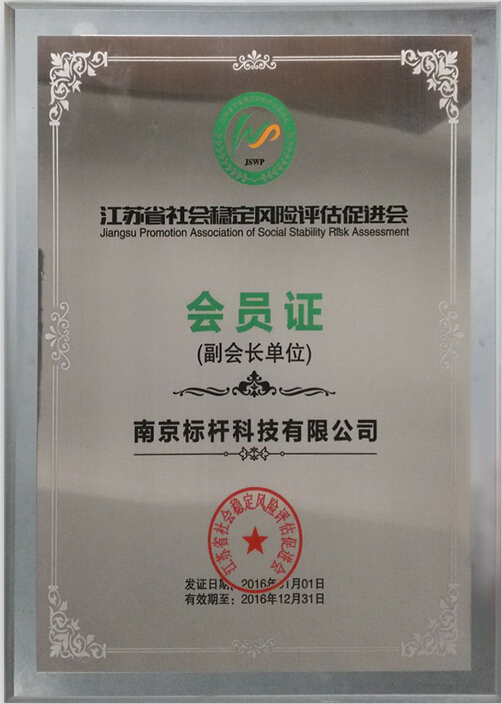 JSWP
江苏省社会稳定风险评估促进会
Jiangsu Promotion Association of Social Stability Risk Assessment
会员证
(副会长单位)
南京标杆科技有限公司
江苏省社会稳定风险评估促进会
发证日期：2016年01月01日
有效期至：2016年12月31日